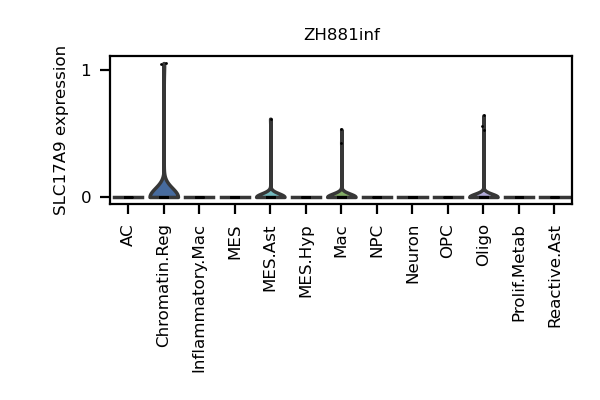 ZH881inf
SLC17A9 expression
1
0
AC
Chromatin.Reg
Inflammatory.Mac
MES
MES.Ast
MES.Hyp
Mac
NPC
Neuron
OPC
Oligo
Prolif.Metab
Reactive.Ast